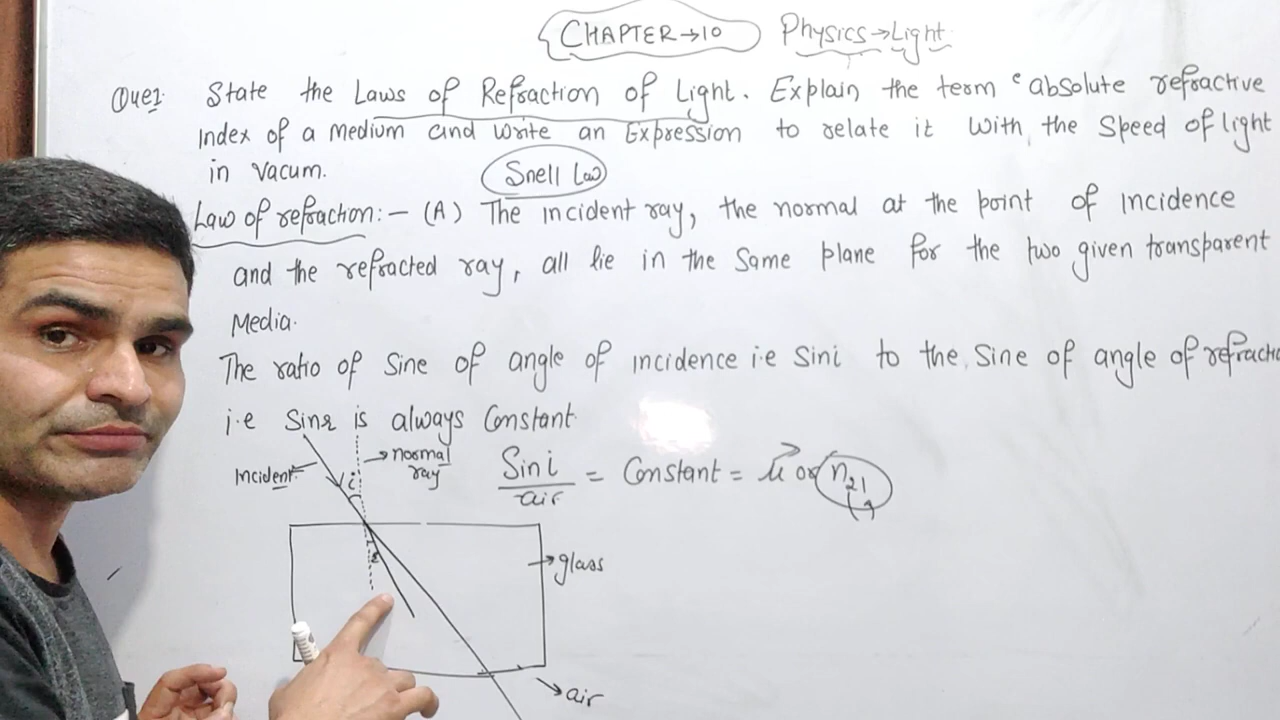 CHAPTER→10 Physics→Light
Que1: State the Laws of Refraction of Light. Explain the term ‘absolute refractive
Index of a medium and write an Expression to relate it with the speed of light
in vacum.
Snell Law
Law of refraction:- (A) The incident ray, the normal at the point of incidence
and the refracted ray, all lie in the same plane for the two given transparent
Media.
The ratio of Sine of angle of incidence i.e Sini to the Sine of angle of refracti
i.e Sinr is always Constant
Incident
normal
ray
i
Sini/air = Constant = μ or n21
r
glass
air